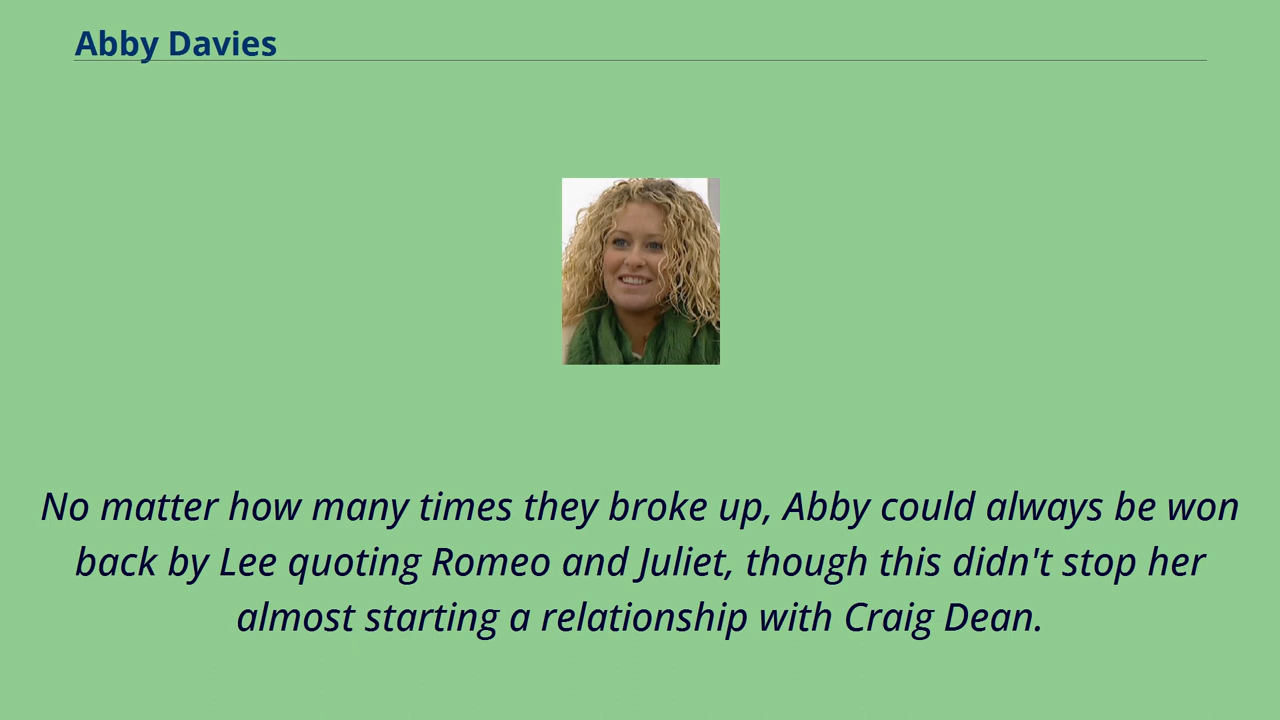 Abby Davies
No matter how many times they broke up, Abby could always be won
back by Lee quoting Romeo and Juliet, though this didn't stop her
almost starting a relationship with Craig Dean.